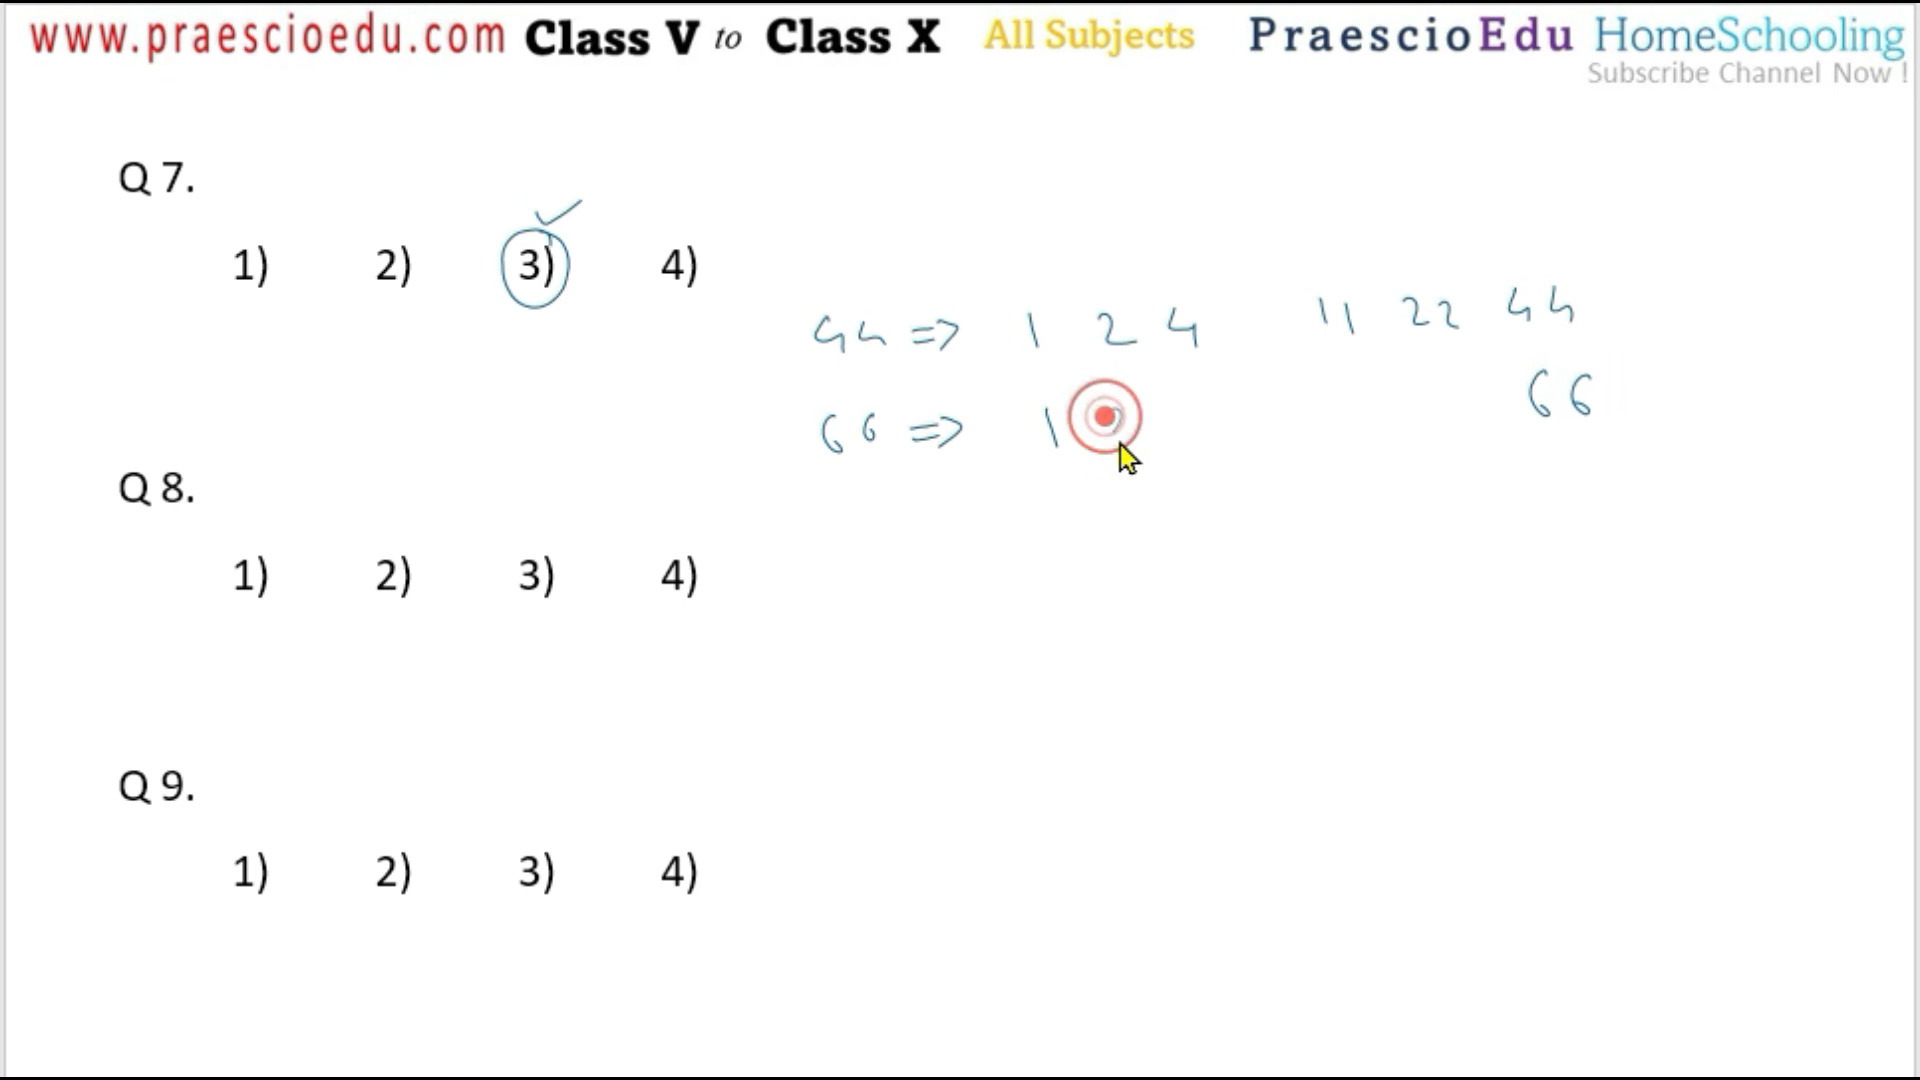 www.praescioedu.com Class V to Class X All Subjects PraescioEdu HomeSchooling
Subscribe Channel Now !
Q 7.
1) 2) 3) 4)
44 => 1 2 4 11 22 44
66 => 1 66
Q 8.
1) 2) 3) 4)
Q 9.
1) 2) 3) 4)